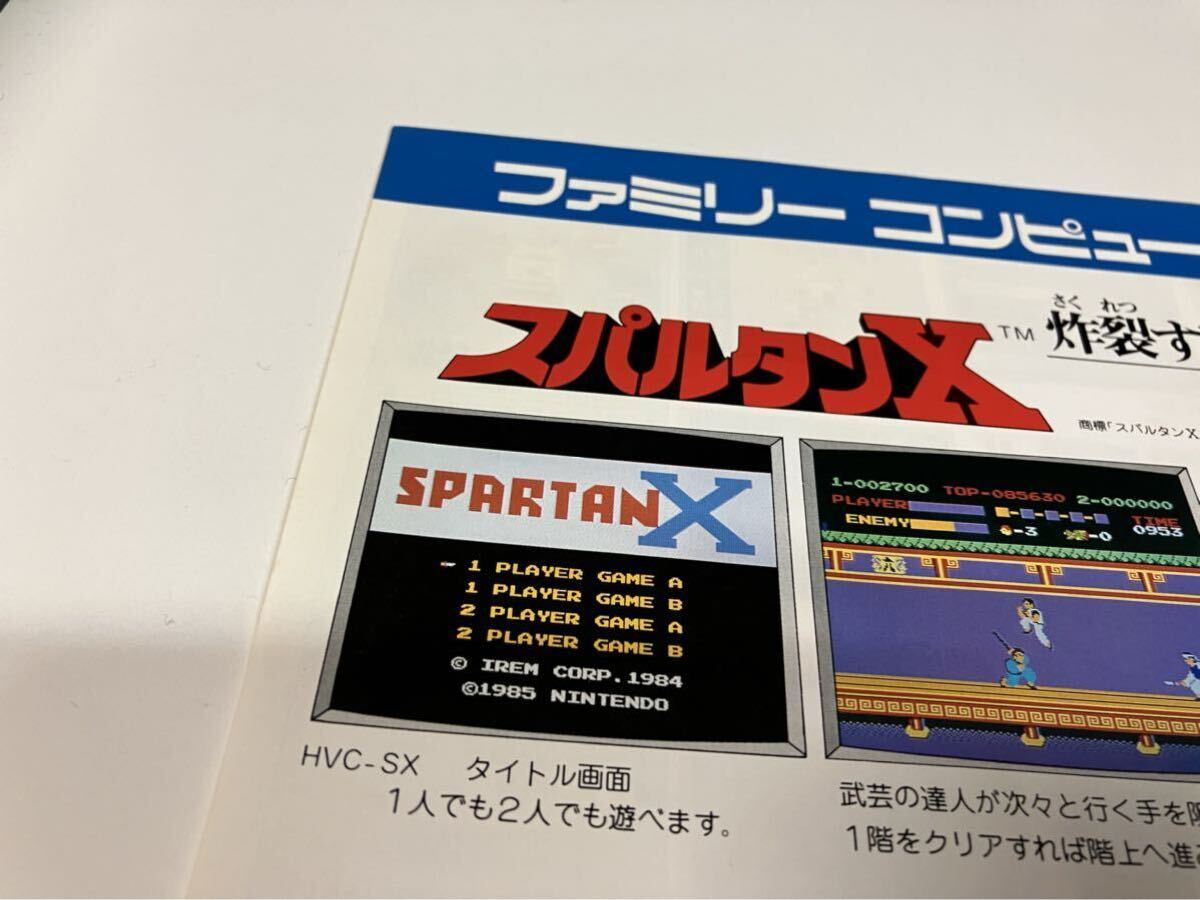 ファミリー コンピュー
スパルタンX™
さく れつ
炸裂す
商標「スパルタンX
SPARTAN X
1 PLAYER GAME A
1 PLAYER GAME B
2 PLAYER GAME A
2 PLAYER GAME B
© IREM CORP. 1984
©1985 NINTENDO
1-002700 TOP-085630 2-000000
PLAYER
TIME
ENEMY -3 -0 0953
HVC-SX タイトル画面
1人でも2人でも遊べます。
武芸の達人が次々と行く手を
1階をクリアすれば階上へ進